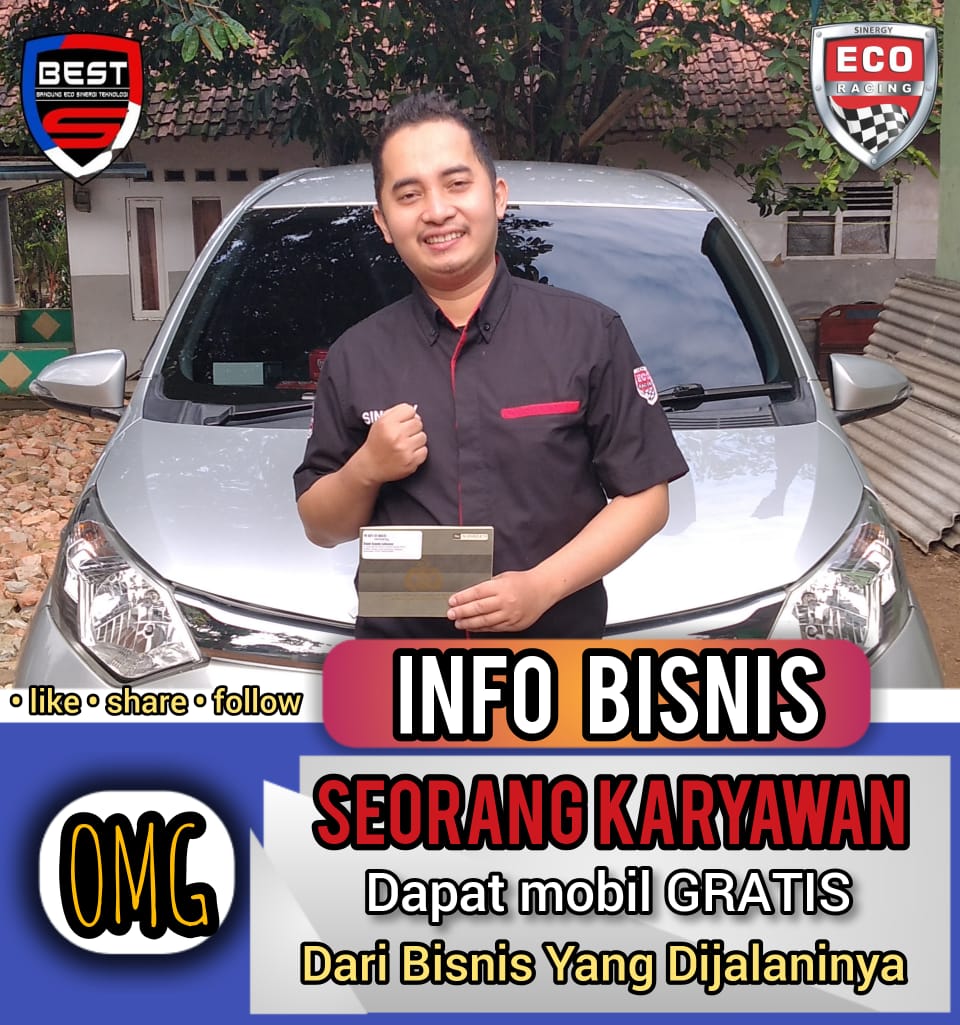 BEST
BANDUNG ECO SINERGI TEKNOLOGI
S
SINERGY
ECO
RACING
ECO
• like • share • follow
INFO BISNIS
OMG
SEORANG KARYAWAN
Dapat mobil GRATIS
Dari Bisnis Yang Dijalaninya